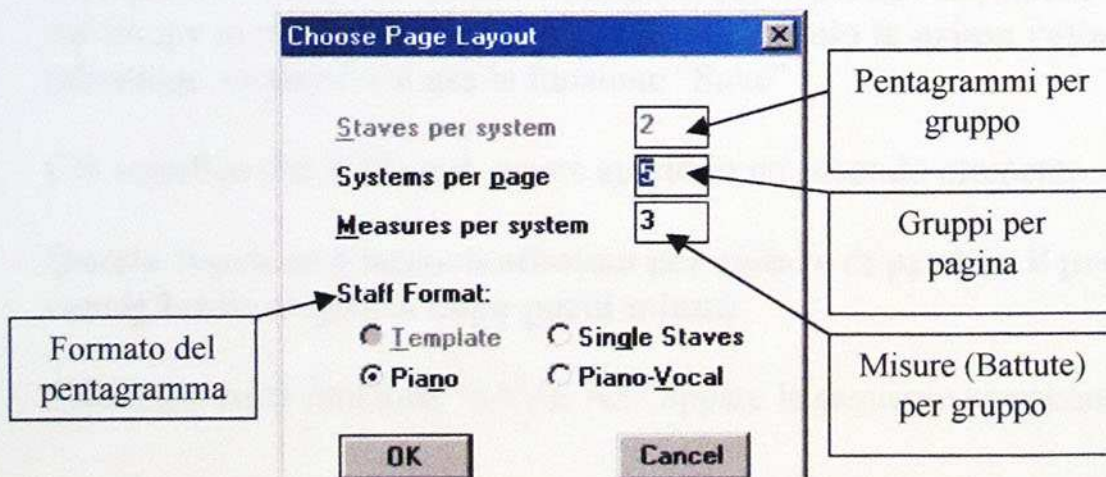 Choose Page Layout
Staves per system 2
Systems per page 5
Measures per system 3
Staff Format:
Template Single Staves
Piano Piano-Vocal
OK Cancel
Pentagrammi per
gruppo
Gruppi per
pagina
Misure (Battute)
per gruppo
Formato del
pentagramma